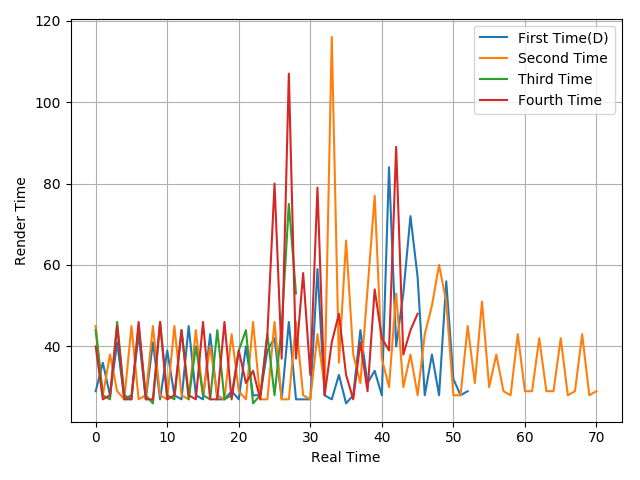 120
100
80
60
40
0
10
20
30
40
50
60
70
Render Time
Real Time
First Time(D)
Second Time
Third Time
Fourth Time